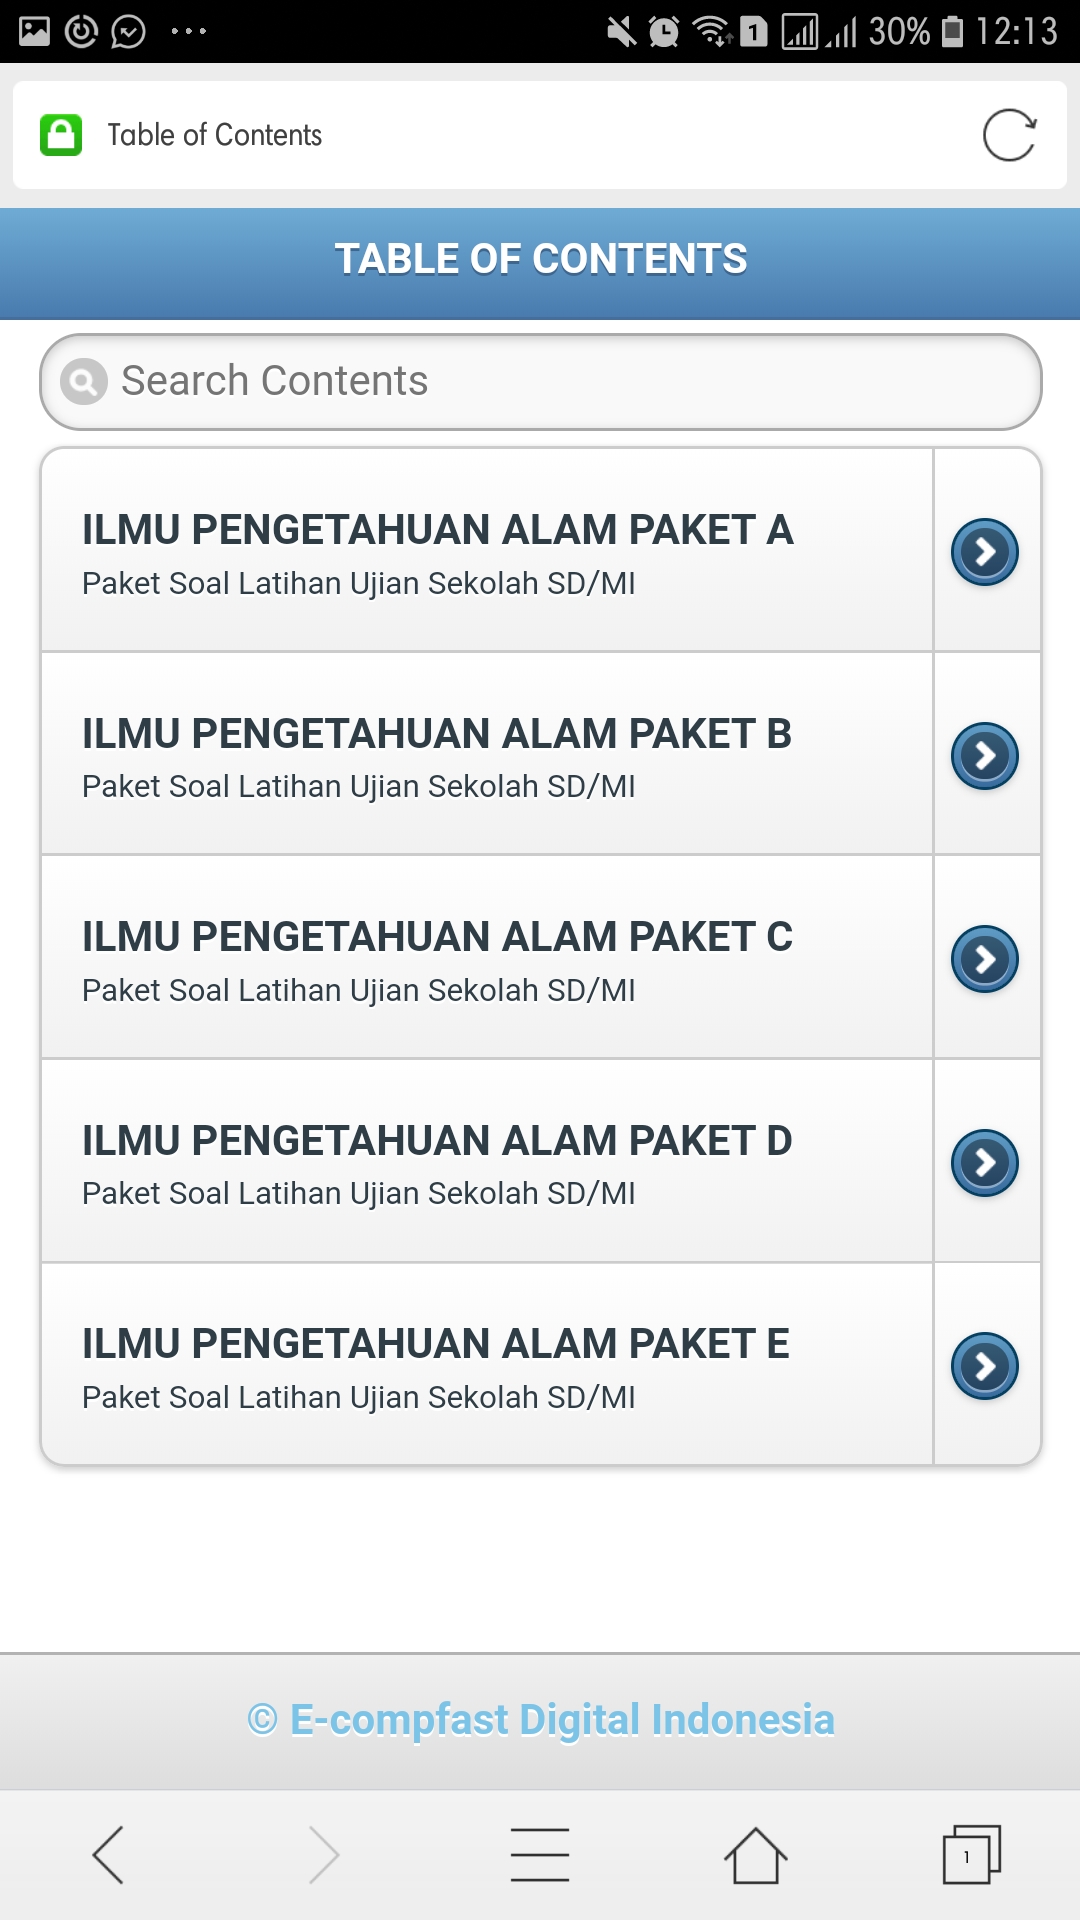 30% 12:13
Table of Contents
TABLE OF CONTENTS
Search Contents
ILMU PENGETAHUAN ALAM PAKET A
Paket Soal Latihan Ujian Sekolah SD/MI
ILMU PENGETAHUAN ALAM PAKET B
Paket Soal Latihan Ujian Sekolah SD/MI
ILMU PENGETAHUAN ALAM PAKET C
Paket Soal Latihan Ujian Sekolah SD/MI
ILMU PENGETAHUAN ALAM PAKET D
Paket Soal Latihan Ujian Sekolah SD/MI
ILMU PENGETAHUAN ALAM PAKET E
Paket Soal Latihan Ujian Sekolah SD/MI
© E-compfast Digital Indonesia
1